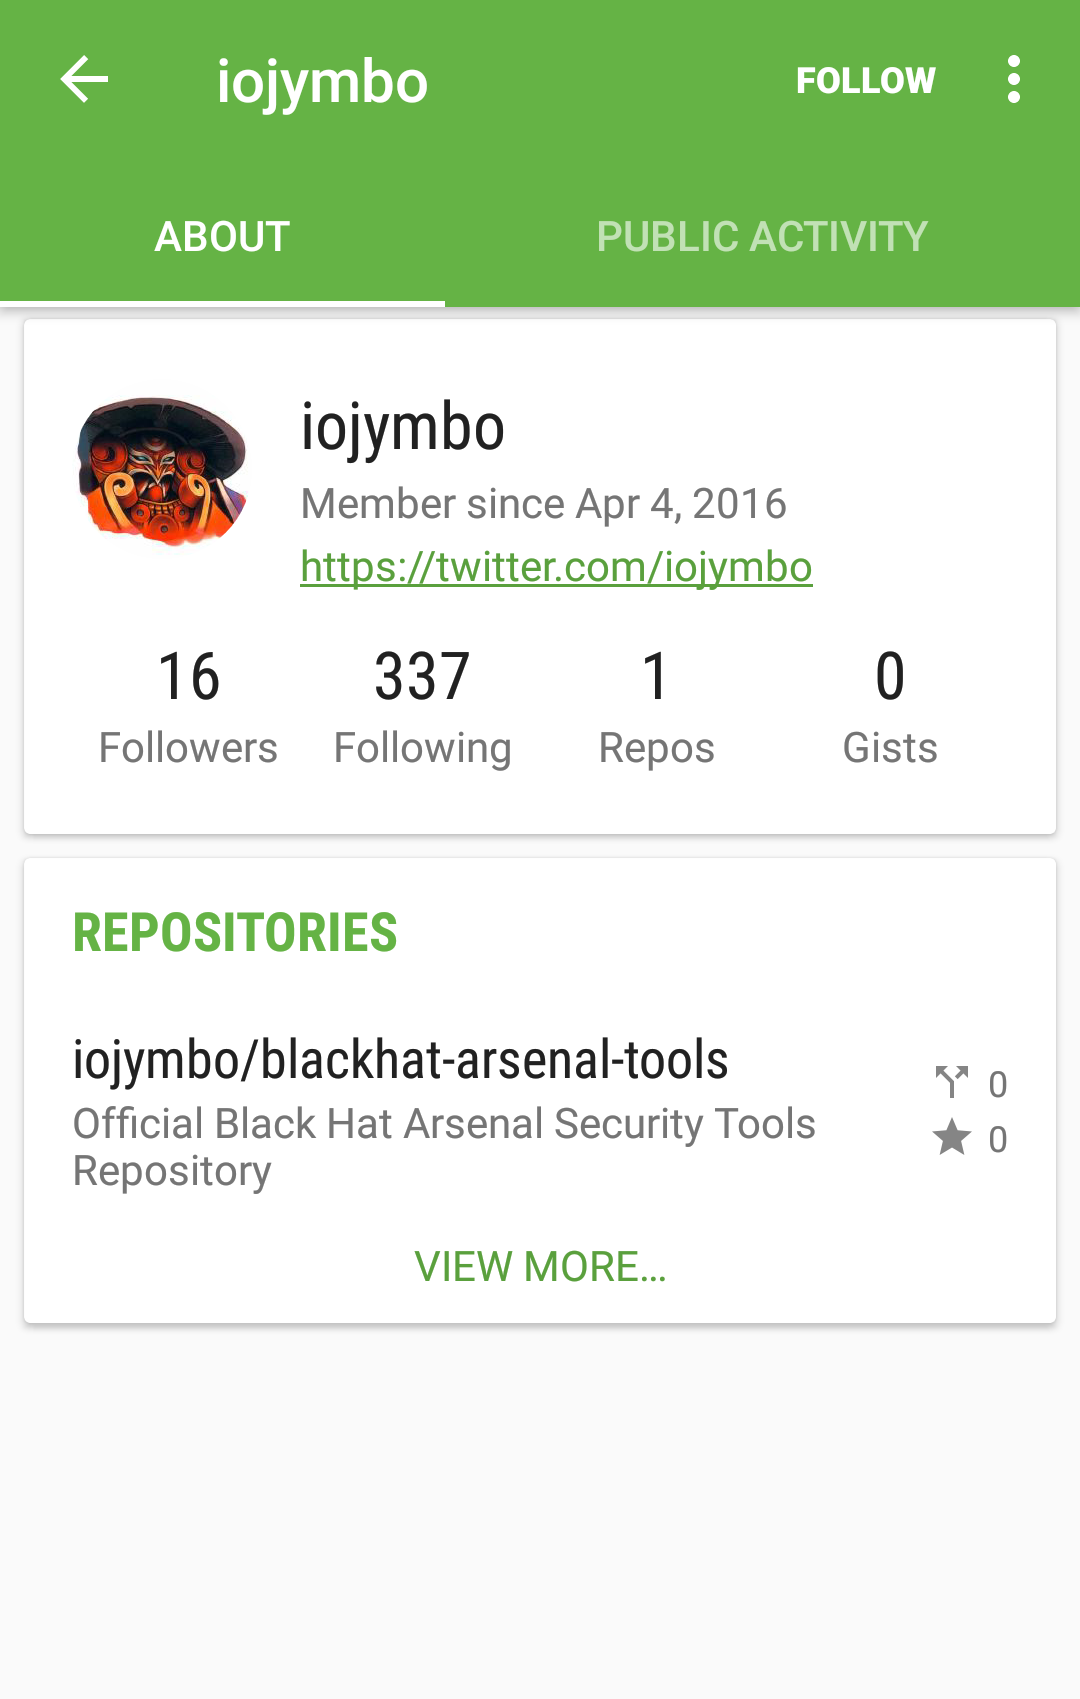 iojymbo
FOLLOW
ABOUT
PUBLIC ACTIVITY
iojymbo
Member since Apr 4, 2016
https://twitter.com/iojymbo
16
Followers
337
Following
1
Repos
0
Gists
REPOSITORIES
iojymbo/blackhat-arsenal-tools
Official Black Hat Arsenal Security Tools
Repository
0
0
VIEW MORE...